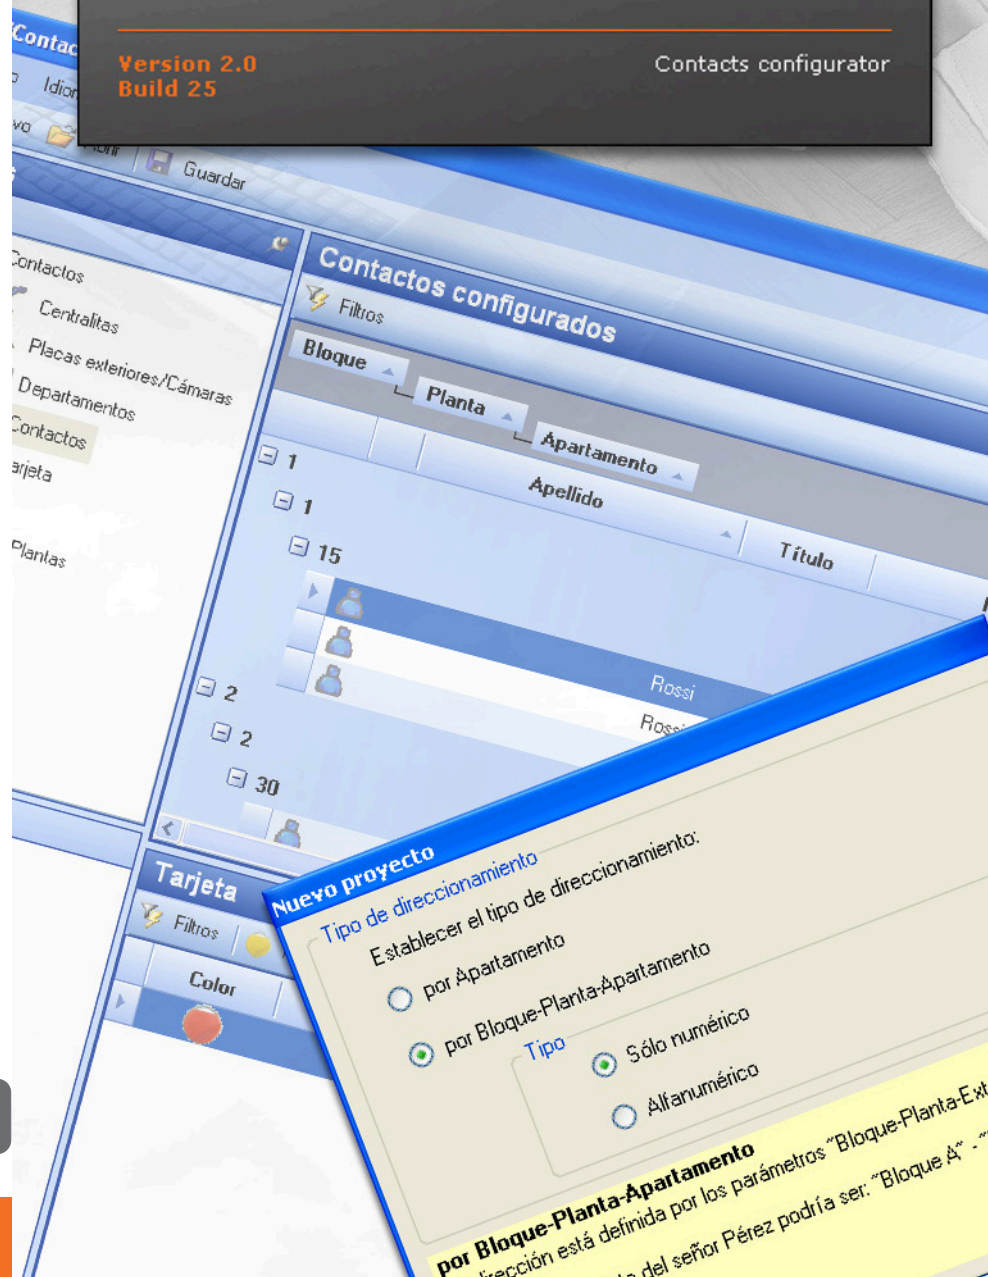 Version 2.0
Build 25
Contacts configurator
Guardar
Contactos
Centralitas
Placas exteriores/Cámaras
Departamentos
Contactos
Plantas
Contactos configurados
Filtros
Bloque
Planta
Apartamento
Apellido
Título
1
1
15
Rossi
Rossi
2
2
30
Tarjeta
Filtros
Color
Nuevo proyecto
Tipo de direccionamiento
Establecer el tipo de direccionamiento:
por Apartamento
por Bloque-Planta-Apartamento
Tipo
Sólo numérico
Alfanumérico
por Bloque-Planta-Apartamento
está definida por los parámetros "Bloque-Planta-Ext
del señor Pérez podría ser: "Bloque A" - "